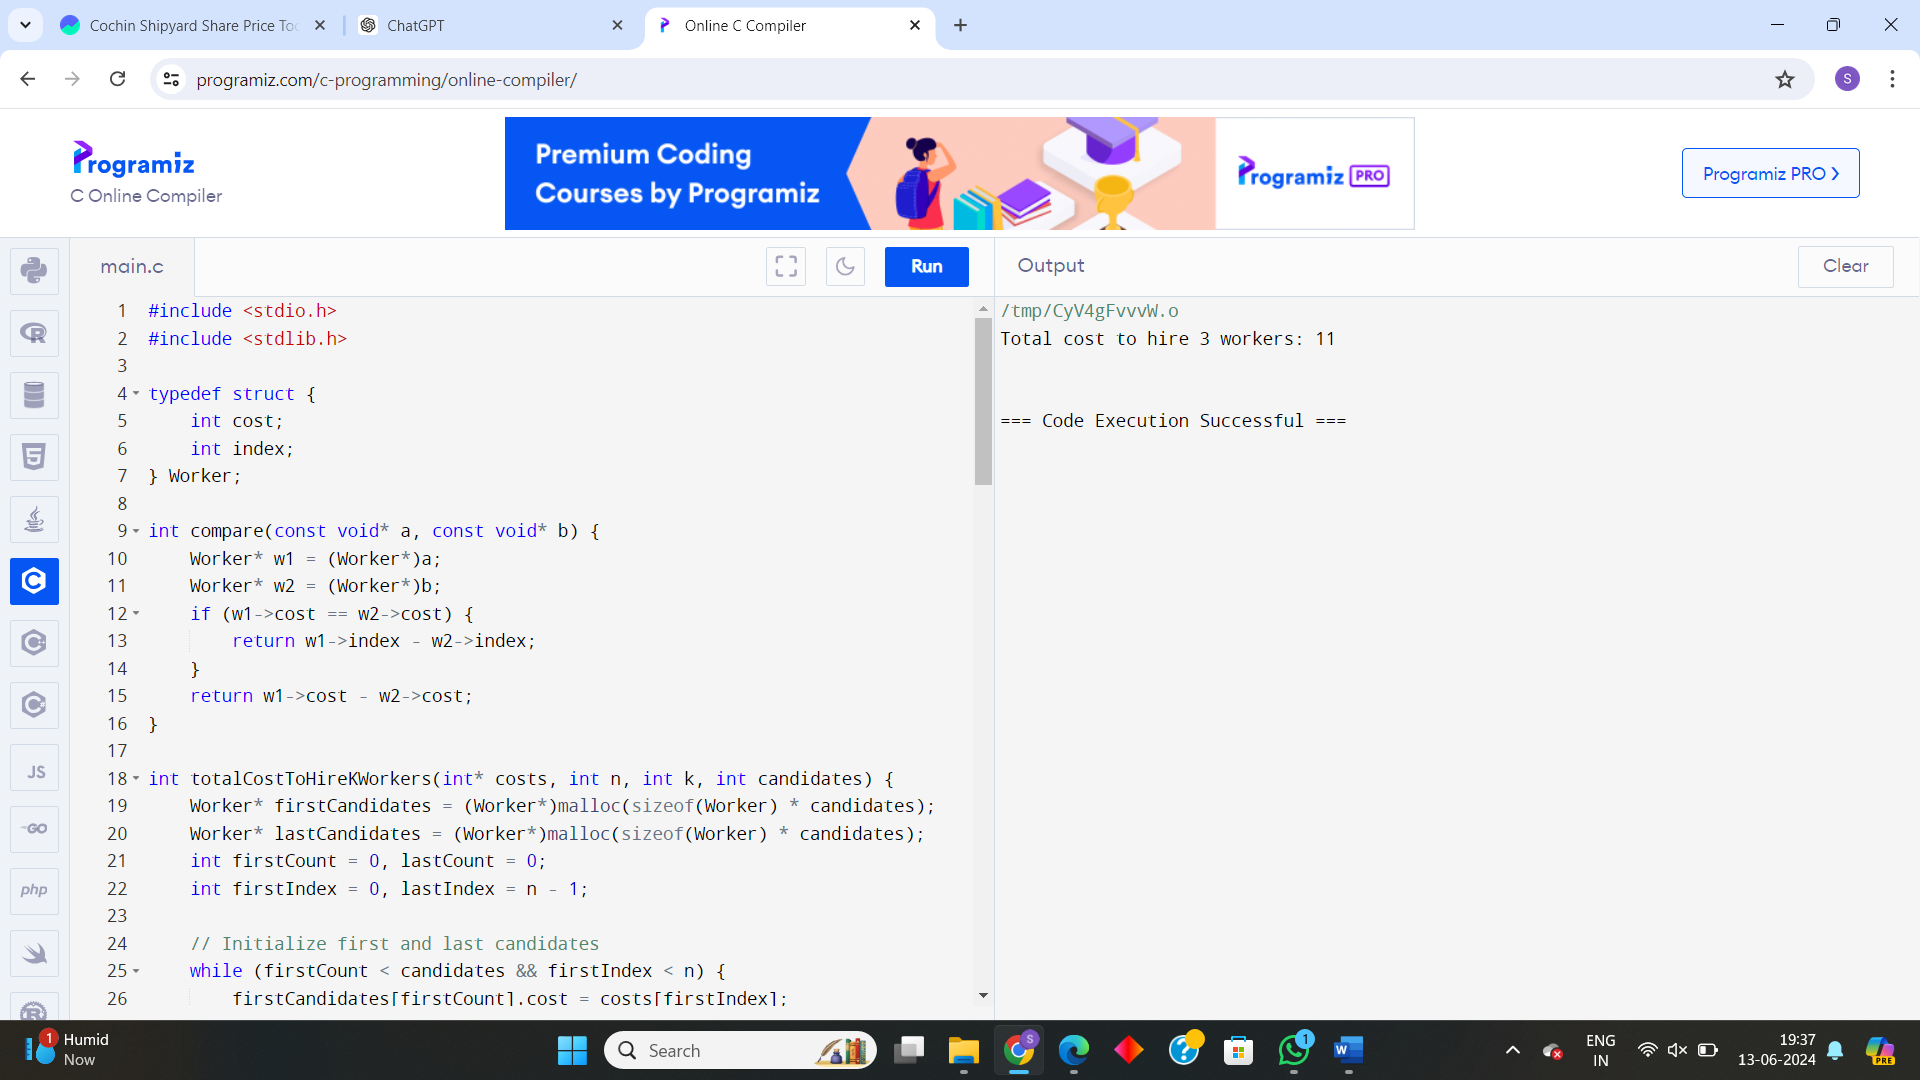 Cochin Shipyard Share Price Too
ChatGPT
Online C Compiler
programiz.com/c-programming/online-compiler/
S
Programiz
C Online Compiler
Premium Coding
Courses by Programiz
Programiz PRO
Programiz PRO ❯
main.c
Run
Output
Clear
1 #include <stdio.h>
2 #include <stdlib.h>
3
4 typedef struct {
5 int cost;
6 int index;
7 } Worker;
8
9 int compare(const void* a, const void* b) {
10 Worker* w1 = (Worker*)a;
11 Worker* w2 = (Worker*)b;
12 if (w1->cost == w2->cost) {
13 return w1->index - w2->index;
14 }
15 return w1->cost - w2->cost;
16 }
17
18 int totalCostToHireKWorkers(int* costs, int n, int k, int candidates) {
19 Worker* firstCandidates = (Worker*)malloc(sizeof(Worker) * candidates);
20 Worker* lastCandidates = (Worker*)malloc(sizeof(Worker) * candidates);
21 int firstCount = 0, lastCount = 0;
22 int firstIndex = 0, lastIndex = n - 1;
23
24 // Initialize first and last candidates
25 while (firstCount < candidates && firstIndex < n) {
26 firstCandidates[firstCount].cost = costs[firstIndex];
/tmp/CyV4gFvvvW.o
Total cost to hire 3 workers: 11
=== Code Execution Successful ===
JS
GO
php
1
Humid
Now
Search
S
1
W
ENG
IN
19:37
13-06-2024
PRE